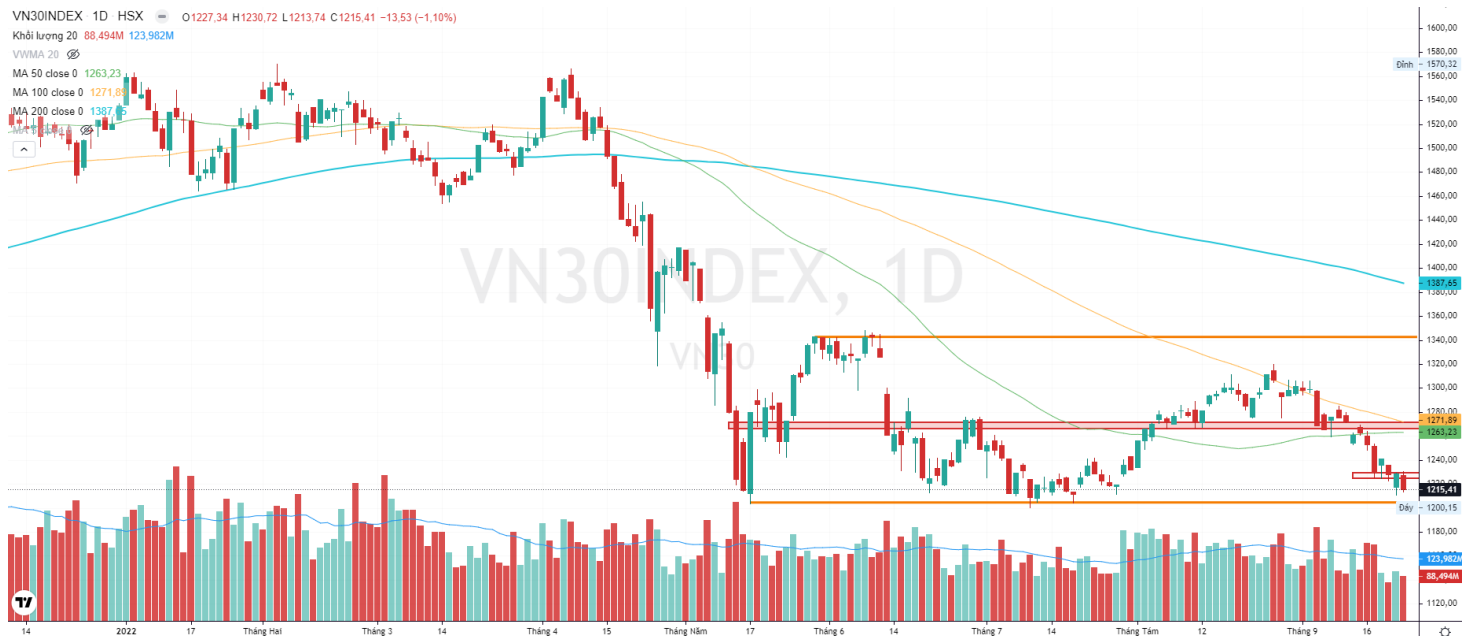 VN30INDEX · 1D · HSX O1227,34 H1230,72 L1213,74 C1215,41 −13,53 (−1,10%)
Khối lượng 20 88,494M 123,982M
VWMA 20
MA 50 close 0 1263,23
MA 100 close 0 1271,89
MA 200 close 0 1387,65
VN30INDEX, 1D
VN30
1600,00
1580,00
Đỉnh 1570,32
1560,00
1540,00
1520,00
1500,00
1480,00
1460,00
1440,00
1420,00
1400,00
1387,65
1380,00
1360,00
1340,00
1320,00
1300,00
1280,00
1271,89
1263,23
1240,00
1215,41
Đáy 1200,15
1180,00
123,982M
88,494M
1120,00
14 2022 17 Tháng Hai Tháng 3 14 Tháng 4 15 Tháng Năm 17 Tháng 6 14 Tháng 7 14 Tháng Tám 12 Tháng 9 16